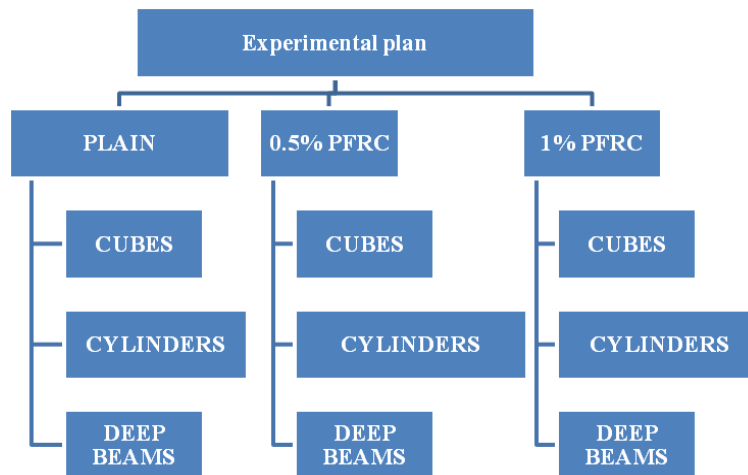 Experimental plan
PLAIN
0.5% PFRC
1% PFRC
CUBES
CUBES
CUBES
CYLINDERS
CYLINDERS
CYLINDERS
DEEP
BEAMS
DEEP
BEAMS
DEEP
BEAMS